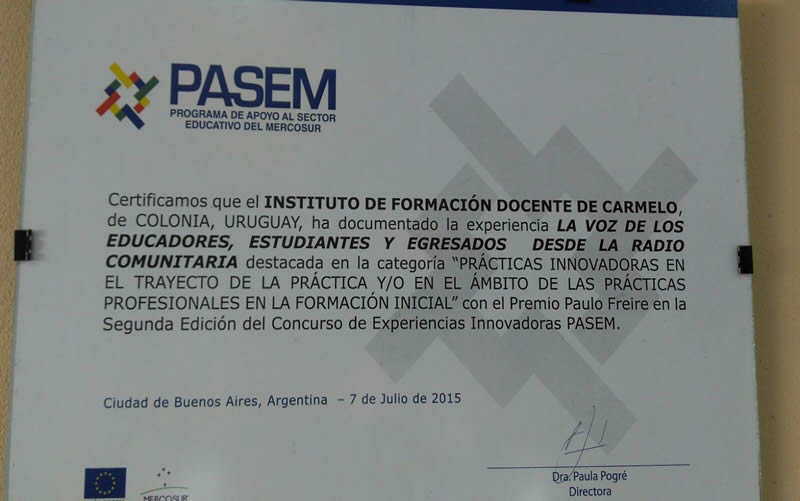 PASEM
PROGRAMA DE APOYO AL SECTOR
EDUCATIVO DEL MERCOSUR
Certificamos que el INSTITUTO DE FORMACIÓN DOCENTE DE CARMELO,
de COLONIA, URUGUAY, ha documentado la experiencia LA VOZ DE LOS
EDUCADORES, ESTUDIANTES Y EGRESADOS DESDE LA RADIO
COMUNITARIA destacada en la categoría “PRÁCTICAS INNOVADORAS EN
EL TRAYECTO DE LA PRÁCTICA Y/O EN EL ÁMBITO DE LAS PRÁCTICAS
PROFESIONALES EN LA FORMACIÓN INICIAL” con el Premio Paulo Freire en la
Segunda Edición del Concurso de Experiencias Innovadoras PASEM.
Ciudad de Buenos Aires, Argentina – 7 de Julio de 2015
Dra. Paula Pogré
Directora
MERCOSUR